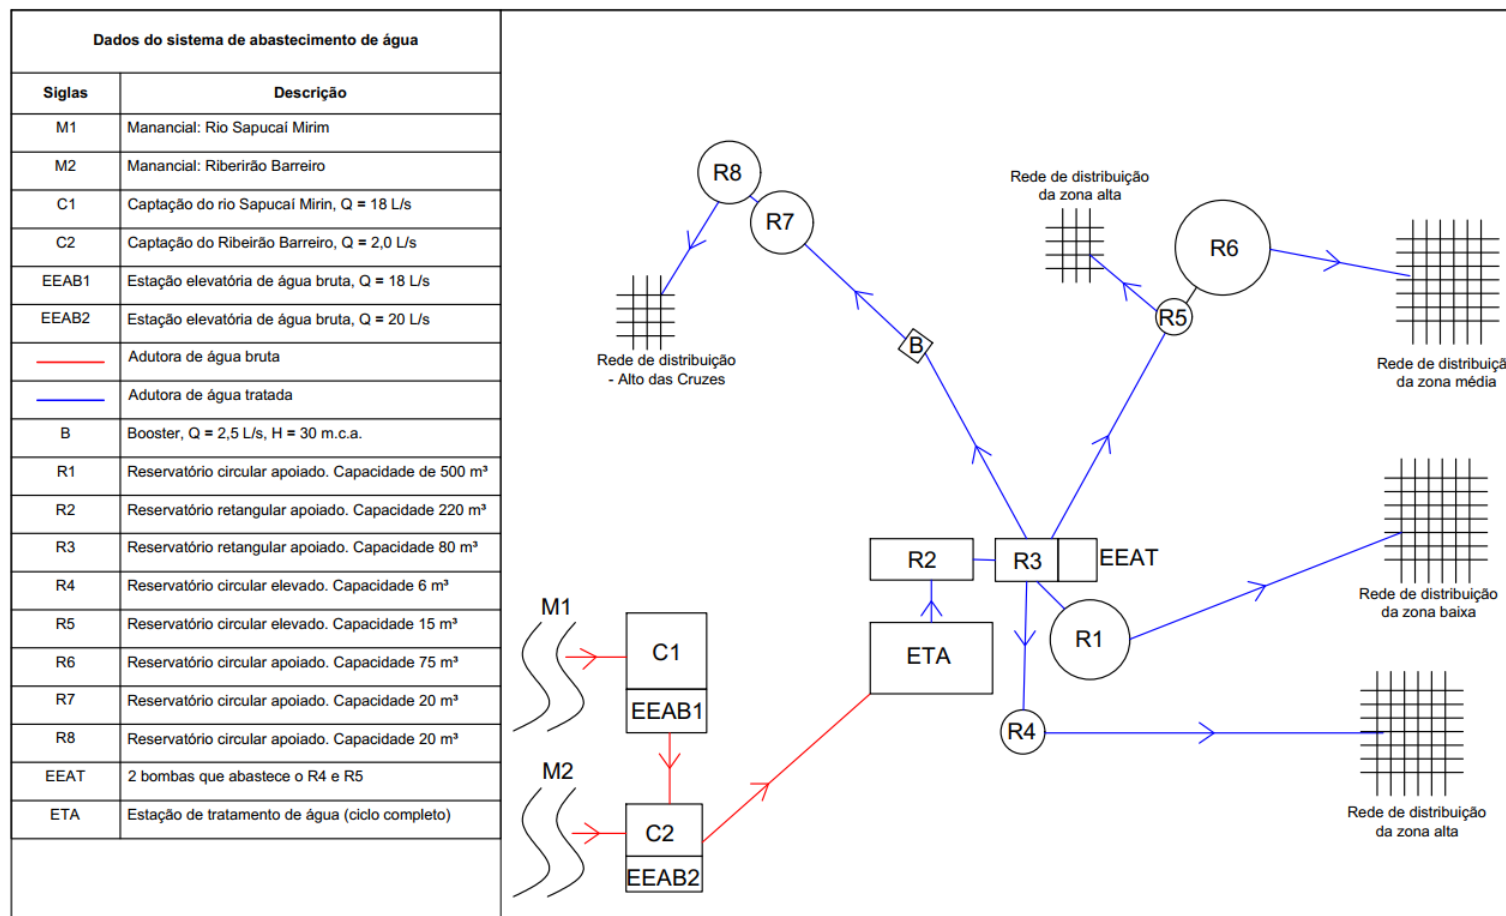 Dados do sistema de abastecimento de água
Siglas Descrição
M1 Manancial: Rio Sapucaí Mirim
M2 Manancial: Riberirão Barreiro
C1 Captação do rio Sapucaí Mirin, Q = 18 L/s
C2 Captação do Ribeirão Barreiro, Q = 2,0 L/s
EEAB1 Estação elevatória de água bruta, Q = 18 L/s
EEAB2 Estação elevatória de água bruta, Q = 20 L/s
Adutora de água bruta
Adutora de água tratada
B Booster, Q = 2,5 L/s, H = 30 m.c.a.
R1 Reservatório circular apoiado. Capacidade de 500 m³
R2 Reservatório retangular apoiado. Capacidade 220 m³
R3 Reservatório retangular apoiado. Capacidade 80 m³
R4 Reservatório circular elevado. Capacidade 6 m³
R5 Reservatório circular elevado. Capacidade 15 m³
R6 Reservatório circular apoiado. Capacidade 75 m³
R7 Reservatório circular apoiado. Capacidade 20 m³
R8 Reservatório circular apoiado. Capacidade 20 m³
EEAT 2 bombas que abastece o R4 e R5
ETA Estação de tratamento de água (ciclo completo)
R8
R7
Rede de distribuição
da zona alta
R6
R5
B
Rede de distribuição
- Alto das Cruzes
Rede de distribuiçã
da zona média
R2
R3
EEAT
Rede de distribuição
da zona baixa
M1
C1
EEAB1
ETA
R1
R4
M2
C2
EEAB2
Rede de distribuição
da zona alta